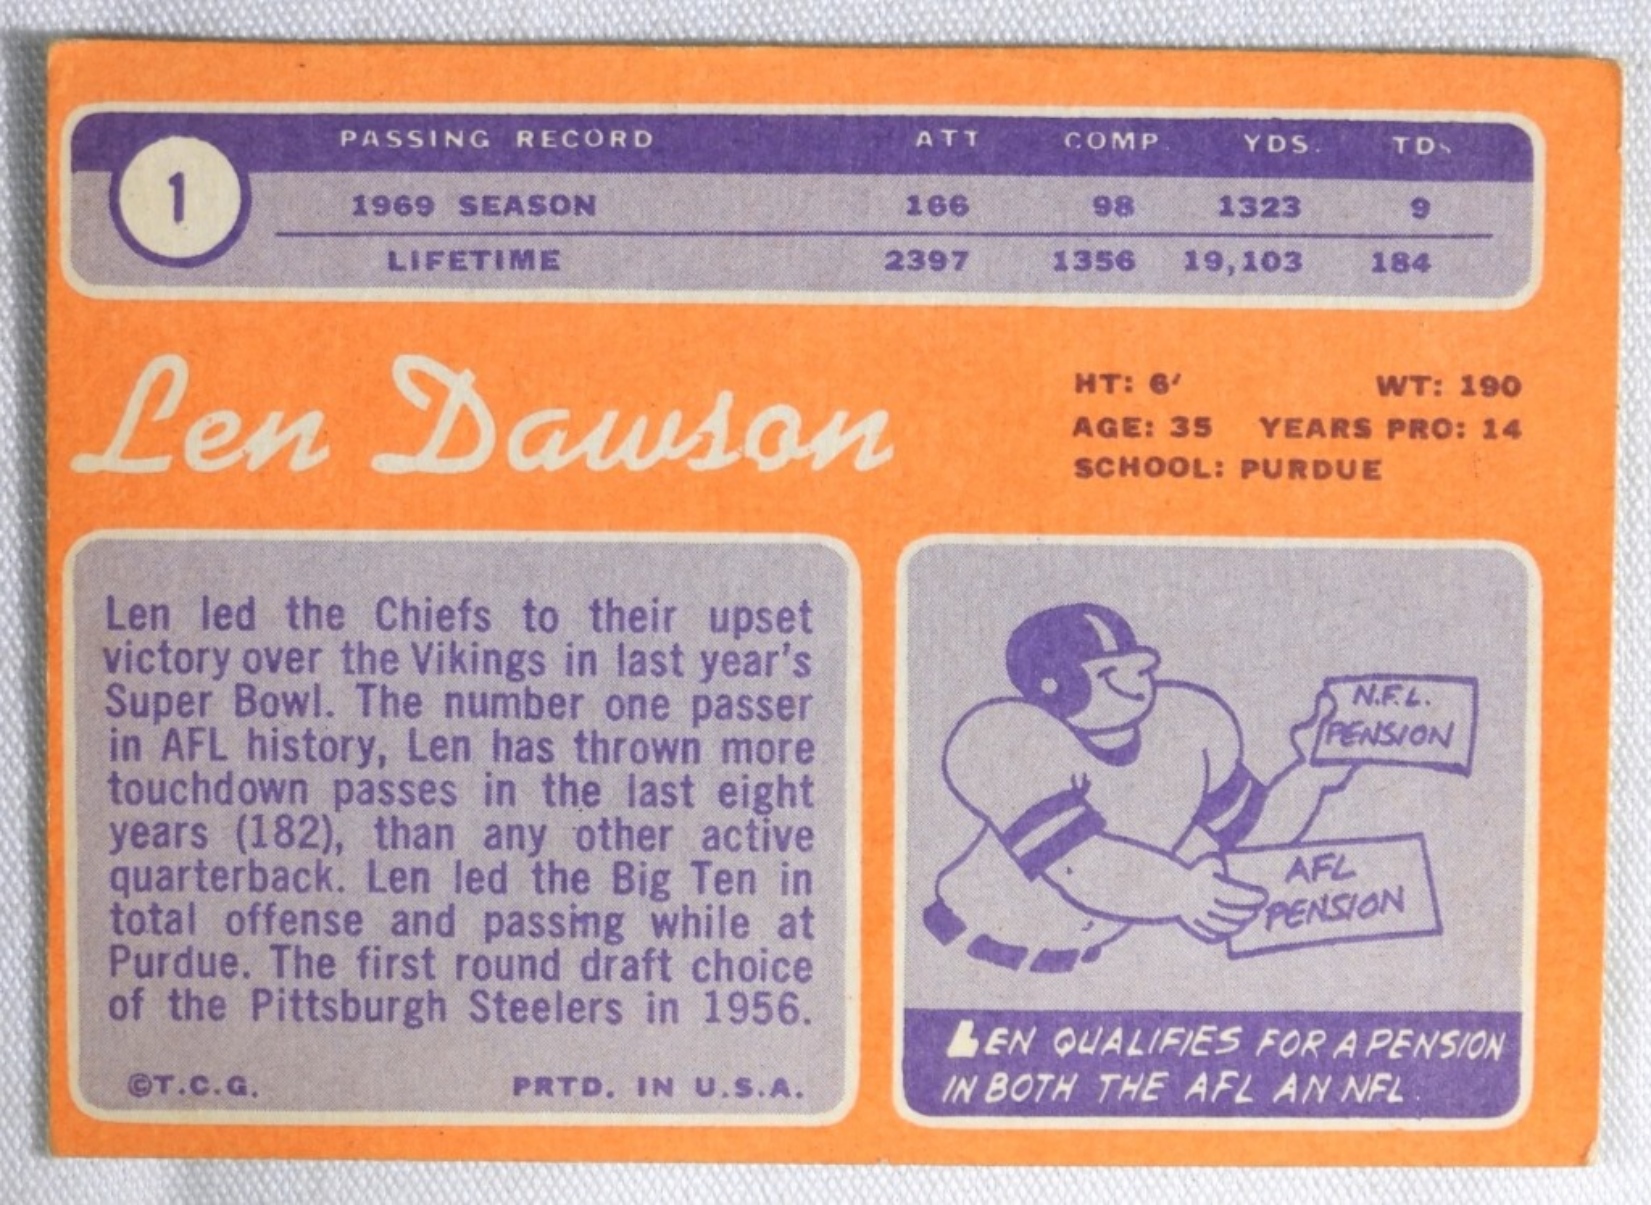 1
PASSING RECORD ATT COMP. YDS. TDS
1969 SEASON 166 98 1323 9
LIFETIME 2397 1356 19,103 184
Len Dawson
HT: 6' WT: 190
AGE: 35 YEARS PRO: 14
SCHOOL: PURDUE
Len led the Chiefs to their upset
victory over the Vikings in last year's
Super Bowl. The number one passer
in AFL history, Len has thrown more
touchdown passes in the last eight
years (182), than any other active
quarterback. Len led the Big Ten in
total offense and passing while at
Purdue. The first round draft choice
of the Pittsburgh Steelers in 1956.
©T.C.G. PRTD. IN U.S.A.
N.F.L.
PENSION
AFL
PENSION
LEN QUALIFIES FOR A PENSION
IN BOTH THE AFL AN NFL.